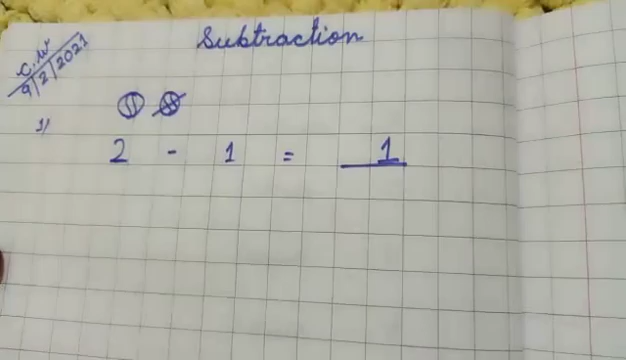 Subtraction
C.W
9/2/2021
1)
2 - 1 = 1